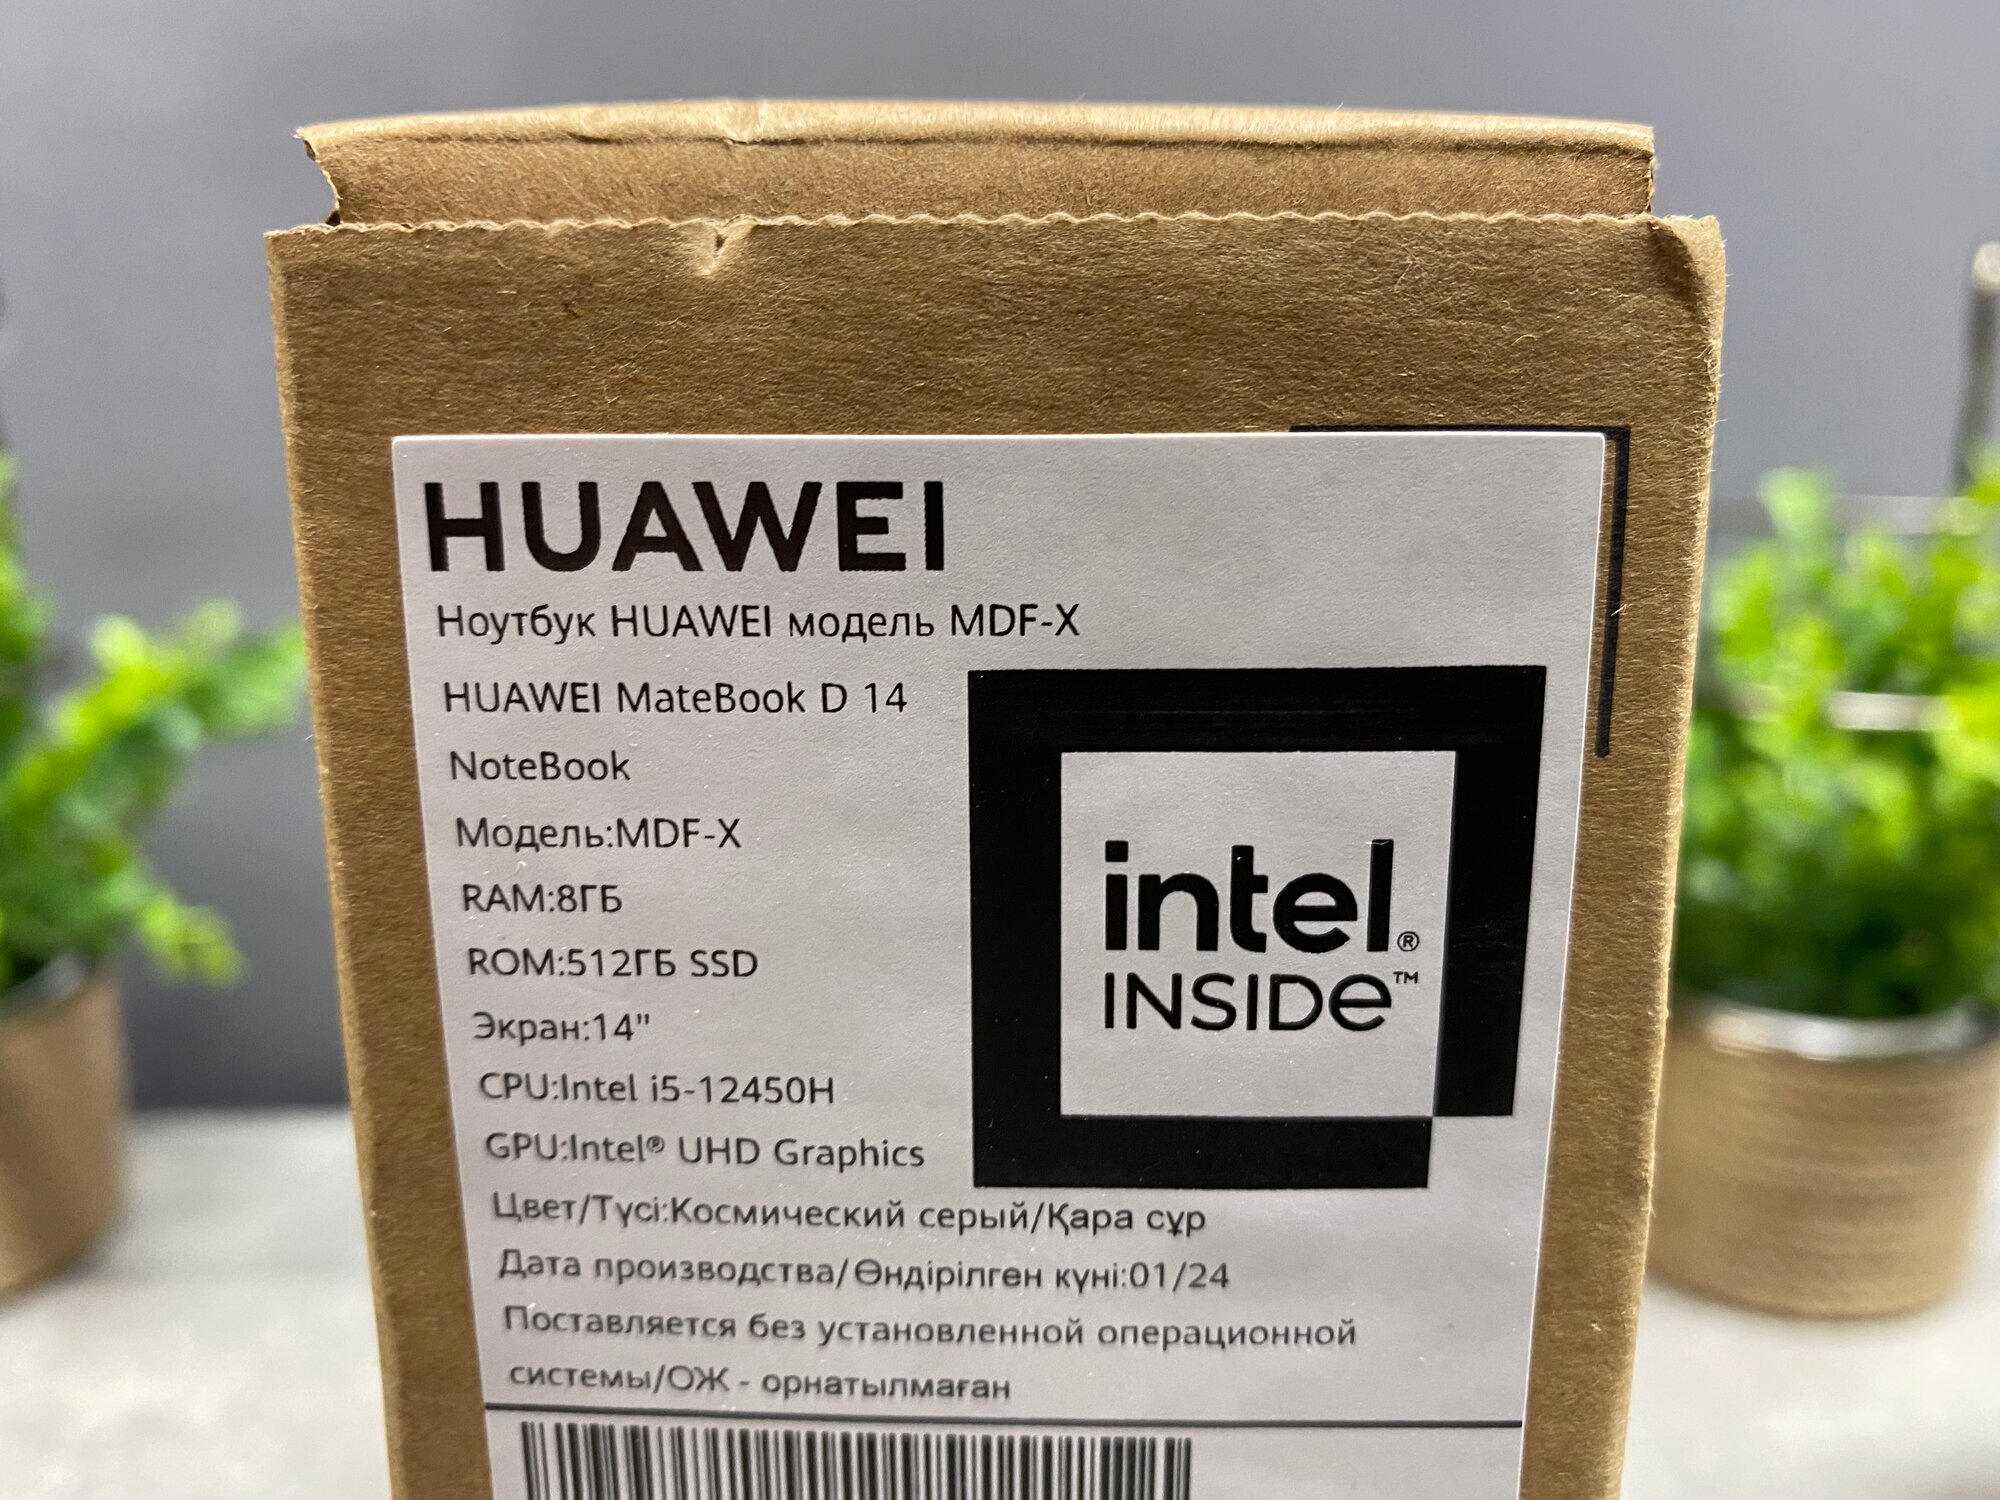 HUAWEI
Ноутбук HUAWEI модель MDF-X
HUAWEI MateBook D 14
NoteBook
Модель:MDF-X
RAM:8ГБ
ROM:512ГБ SSD
Экран:14"
CPU:Intel i5-12450H
GPU:Intel® UHD Graphics
Цвет/Түсі:Космический серый/Қара сұр
Дата производства/Өндірілген күні:01/24
Поставляется без установленной операционной
системы/ОЖ - орнатылмаған
intel®
INSIDe™